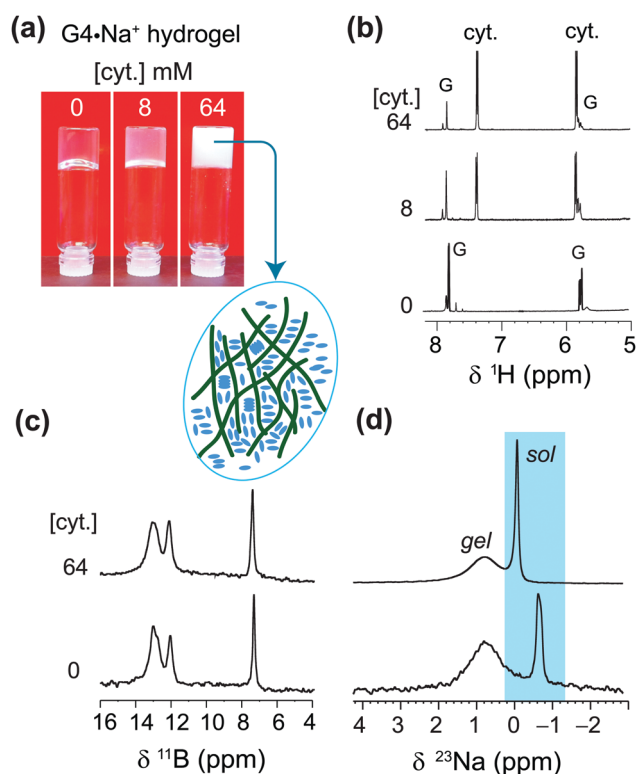 (a)
G4•Na⁺ hydrogel
[cyt.] mM
0 8 64
(b)
cyt. cyt.
G G
[cyt.]
64
8
G G
0
8 7 6 5
δ ¹H (ppm)
(c)
[cyt.]
64
0
16 14 12 10 8 6 4
δ ¹¹B (ppm)
(d)
sol
gel
4 3 2 1 0 −1 −2
δ ²³Na (ppm)